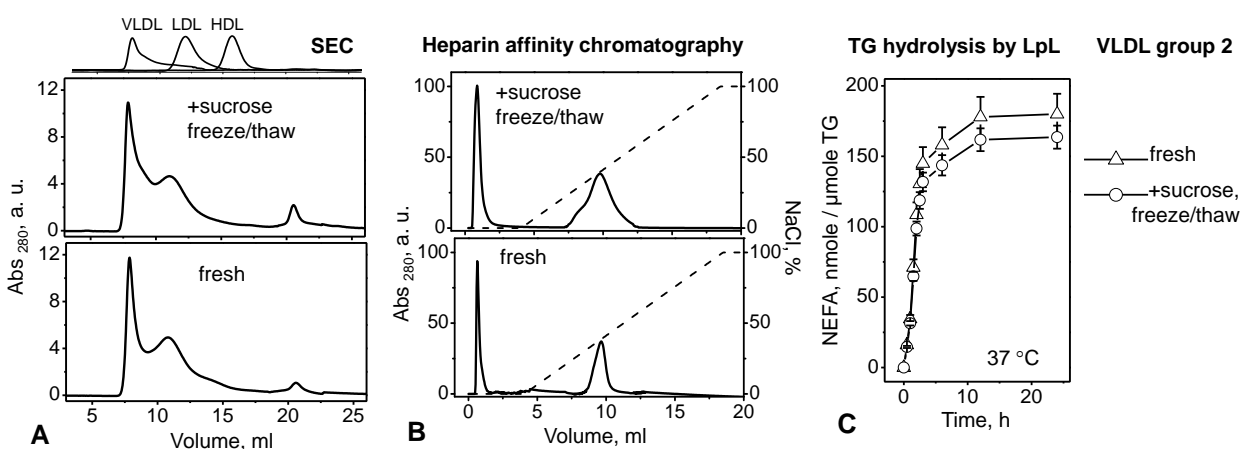 VLDL LDL HDL
SEC
12
8
4
0
+sucrose
freeze/thaw
12
8
4
0
fresh
Abs 280, a. u.
5 10 15 20 25
Volume, ml
A
Heparin affinity chromatography
100
50
0
+sucrose
freeze/thaw
100
50
0
100
50
0
fresh
100
50
0
Abs 280, a. u.
NaCl, %
0 5 10 15 20
Volume, ml
B
TG hydrolysis by LpL
200
150
100
50
0
NEFA, nmole / μmole TG
37 °C
0 5 10 15 20 25
Time, h
C
VLDL group 2
fresh
+sucrose,
freeze/thaw